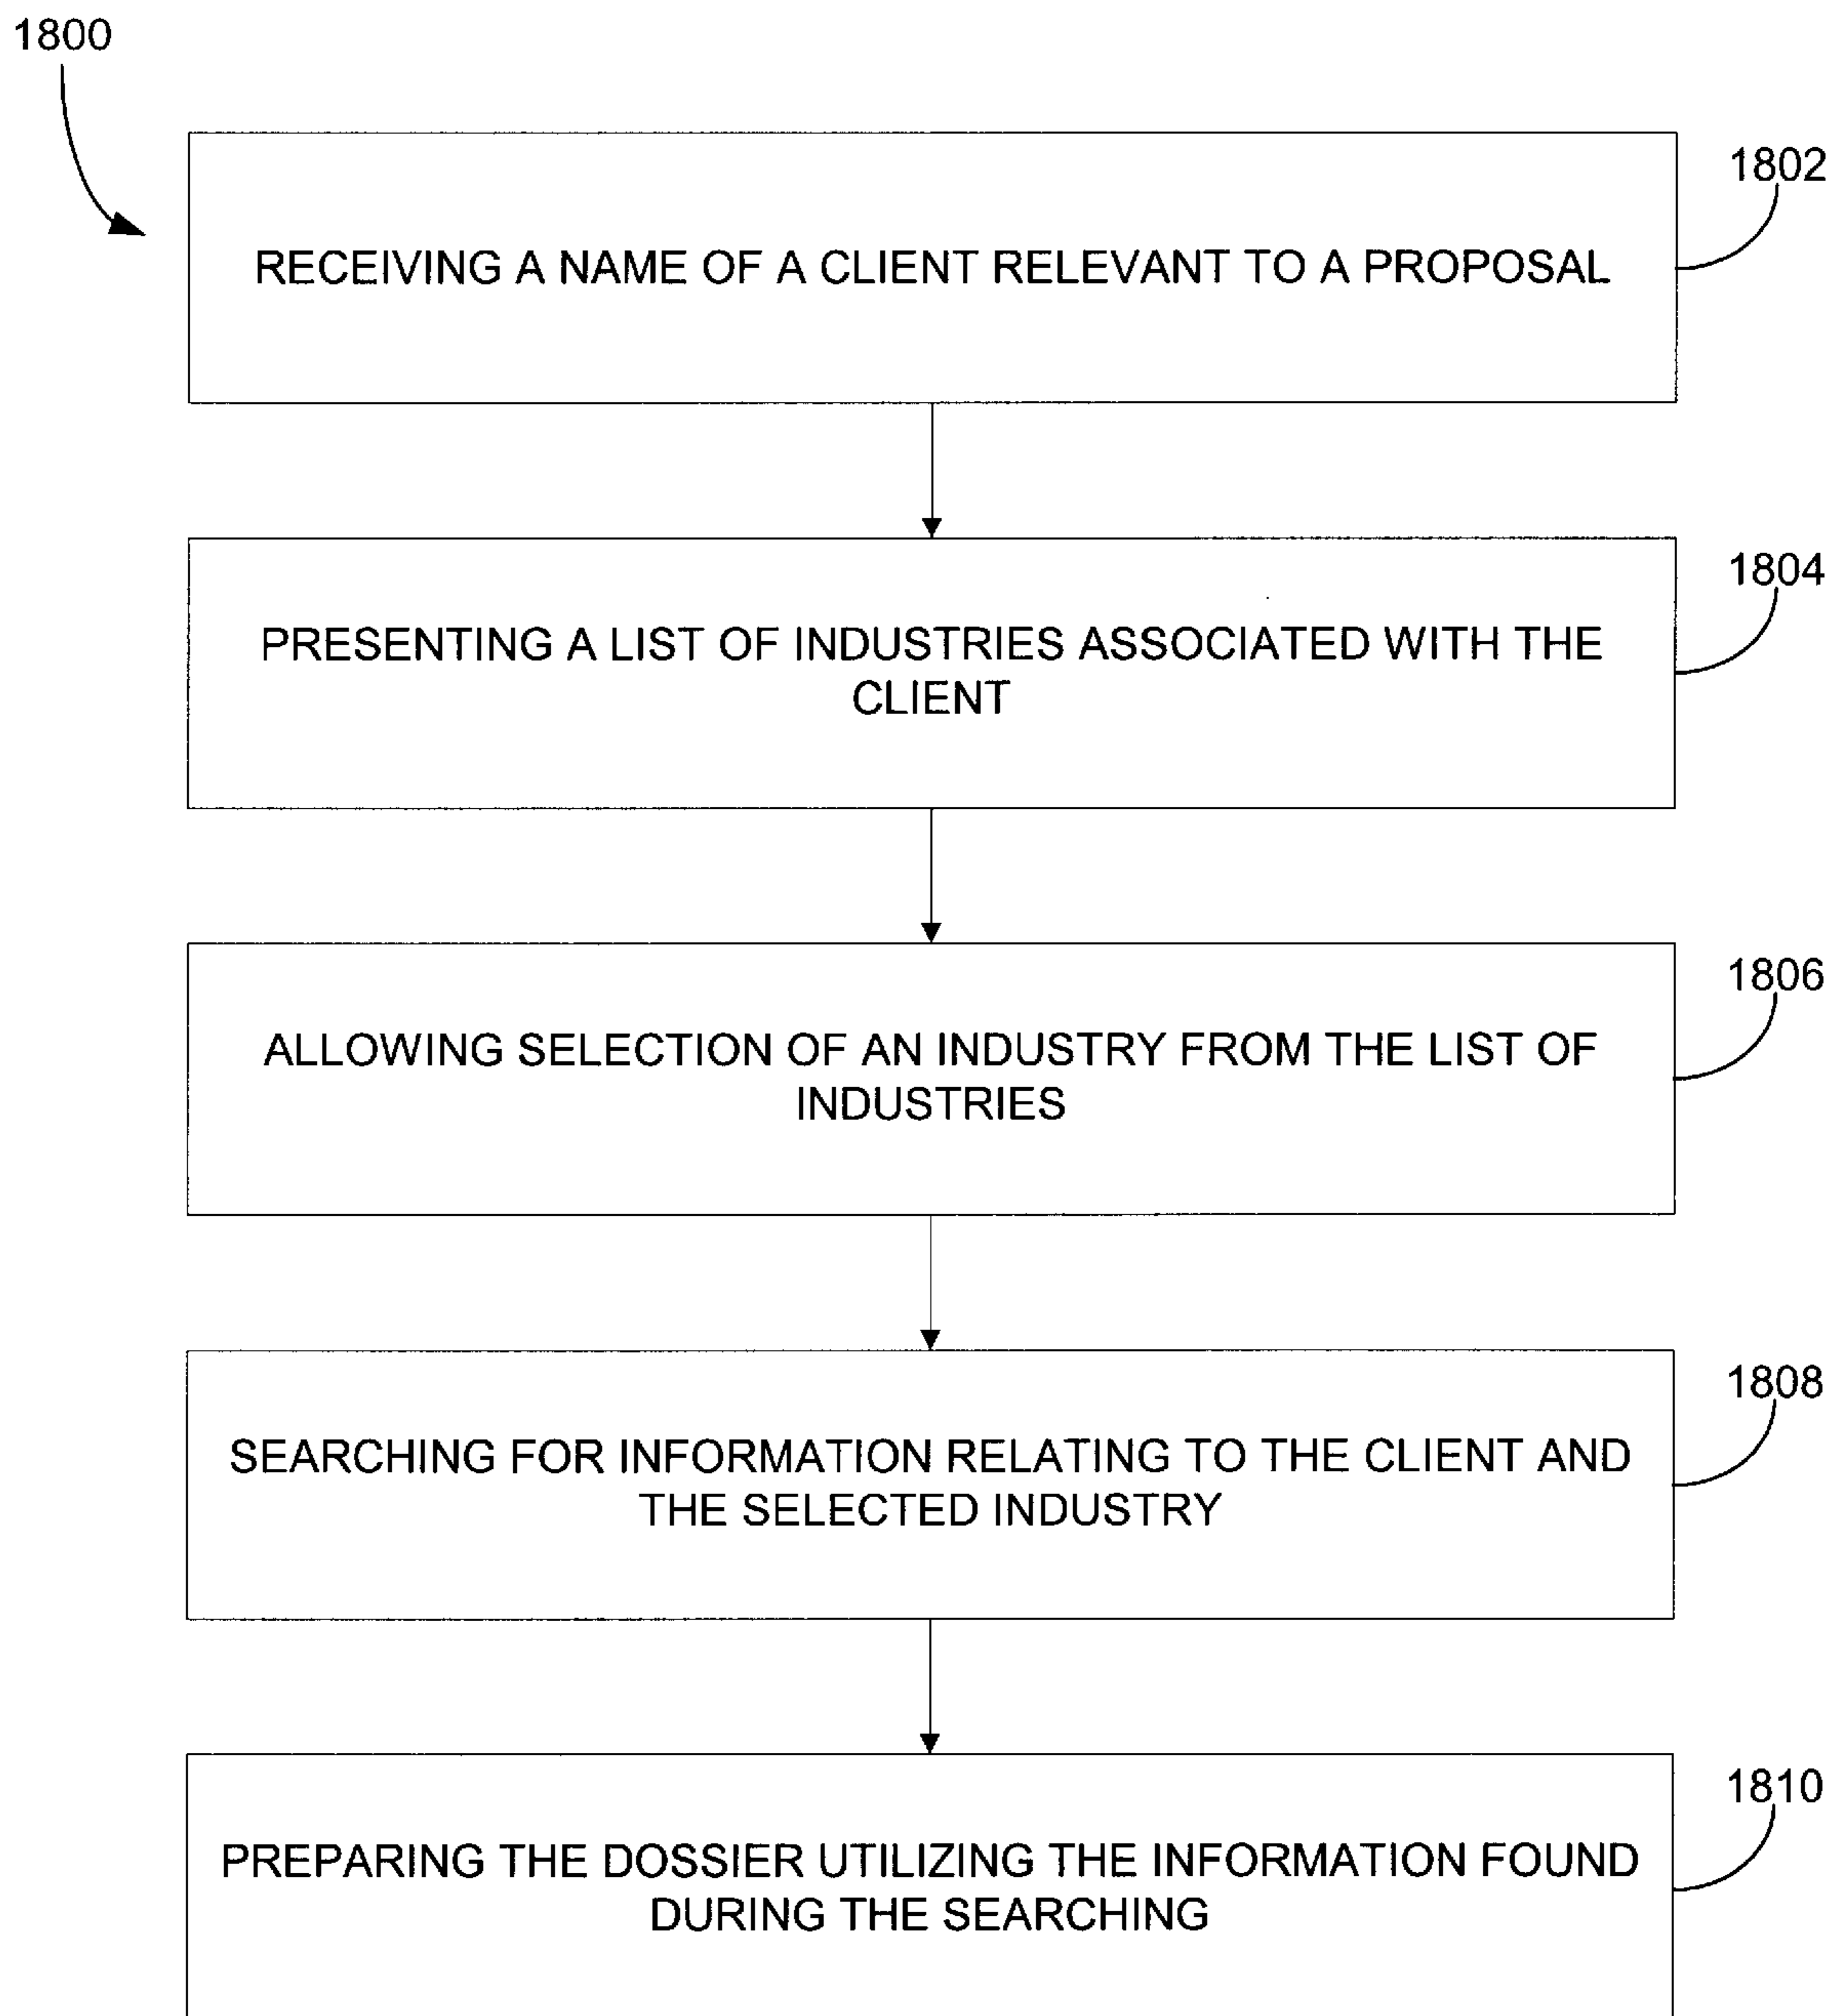 1800
1802
RECEIVING A NAME OF A CLIENT RELEVANT TO A PROPOSAL
1804
PRESENTING A LIST OF INDUSTRIES ASSOCIATED WITH THE
CLIENT
1806
ALLOWING SELECTION OF AN INDUSTRY FROM THE LIST OF
INDUSTRIES
1808
SEARCHING FOR INFORMATION RELATING TO THE CLIENT AND
THE SELECTED INDUSTRY
1810
PREPARING THE DOSSIER UTILIZING THE INFORMATION FOUND
DURING THE SEARCHING